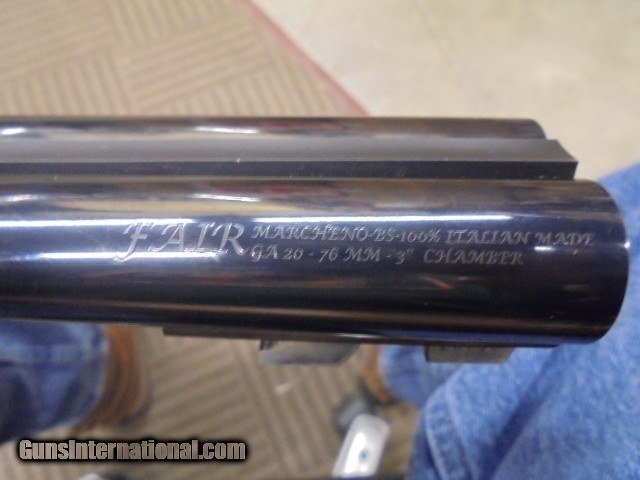 FAIR MARCHENO-BS-100% ITALIAN MADE
GA 20 - 76 MM - 3" CHAMBER
GunsInternational.com